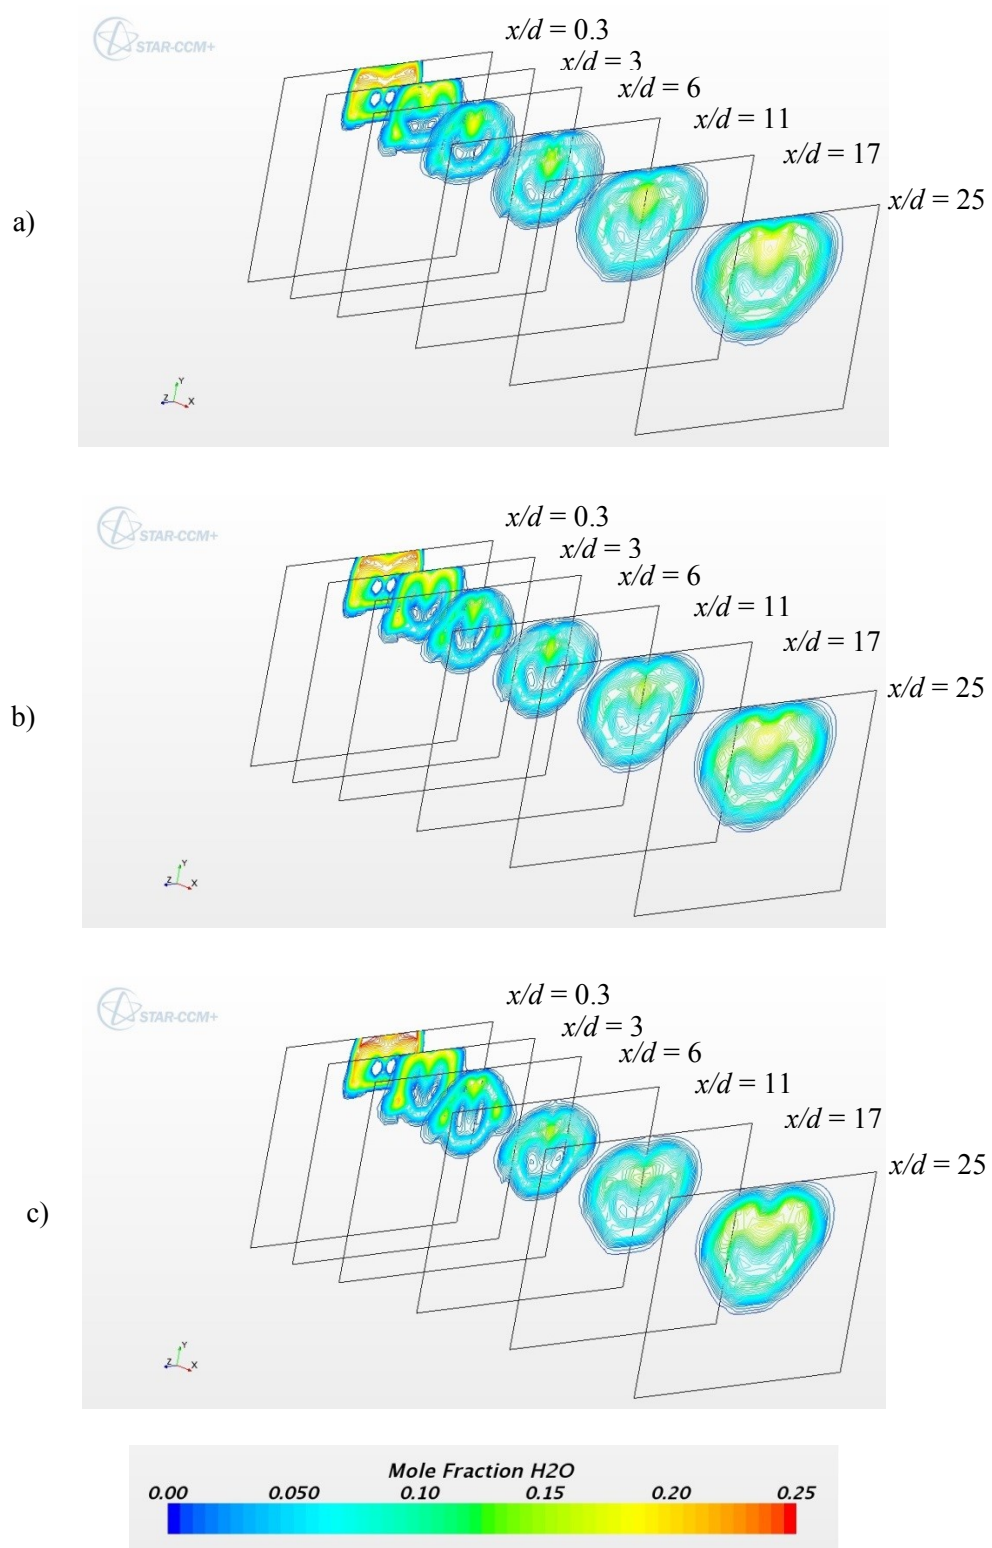 STAR-CCM+
x/d = 0.3
x/d = 3
x/d = 6
x/d = 11
x/d = 17
x/d = 25
a)
Y
Z X
STAR-CCM+
x/d = 0.3
x/d = 3
x/d = 6
x/d = 11
x/d = 17
x/d = 25
b)
Y
Z X
STAR-CCM+
x/d = 0.3
x/d = 3
x/d = 6
x/d = 11
x/d = 17
x/d = 25
c)
Y
Z X
Mole Fraction H2O
0.00 0.050 0.10 0.15 0.20 0.25